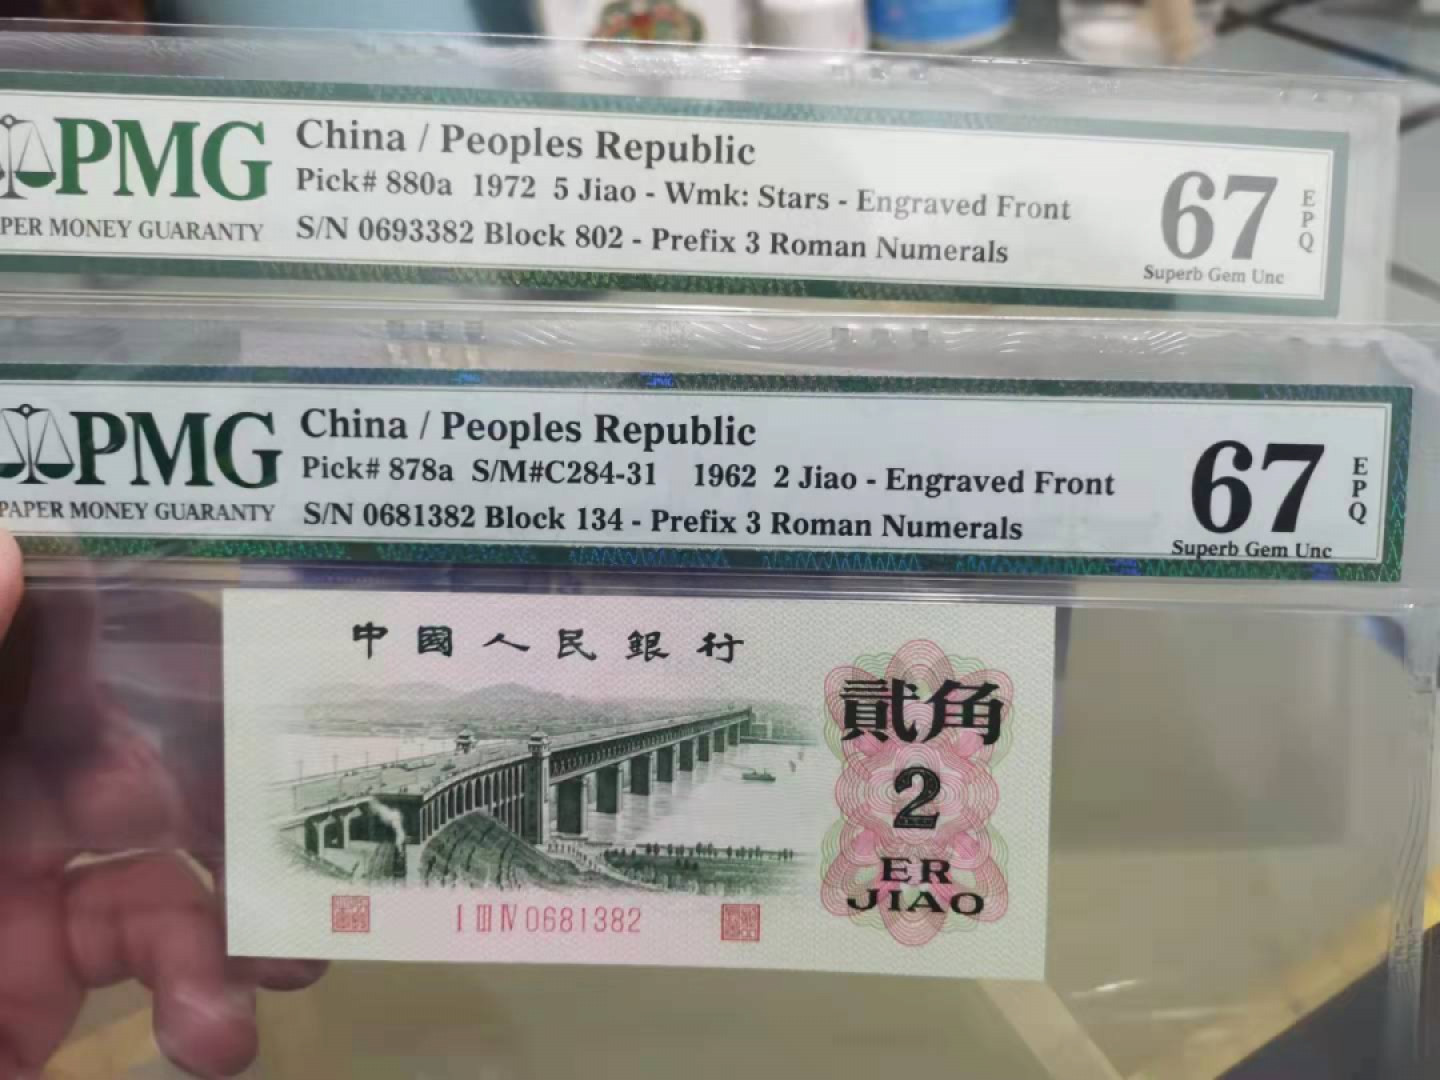 PMG
PER MONEY GUARANTY
China / Peoples Republic
Pick# 880a 1972 5 Jiao - Wmk: Stars - Engraved Front
S/N 0693382 Block 802 - Prefix 3 Roman Numerals
67
EPQ
Superb Gem Unc
PMG
PAPER MONEY GUARANTY
China / Peoples Republic
Pick# 878a S/M#C284-31 1962 2 Jiao - Engraved Front
S/N 0681382 Block 134 - Prefix 3 Roman Numerals
67
EPQ
Superb Gem Unc
中國人民銀行
貳角
2
ER
JIAO
I III IV 0681382